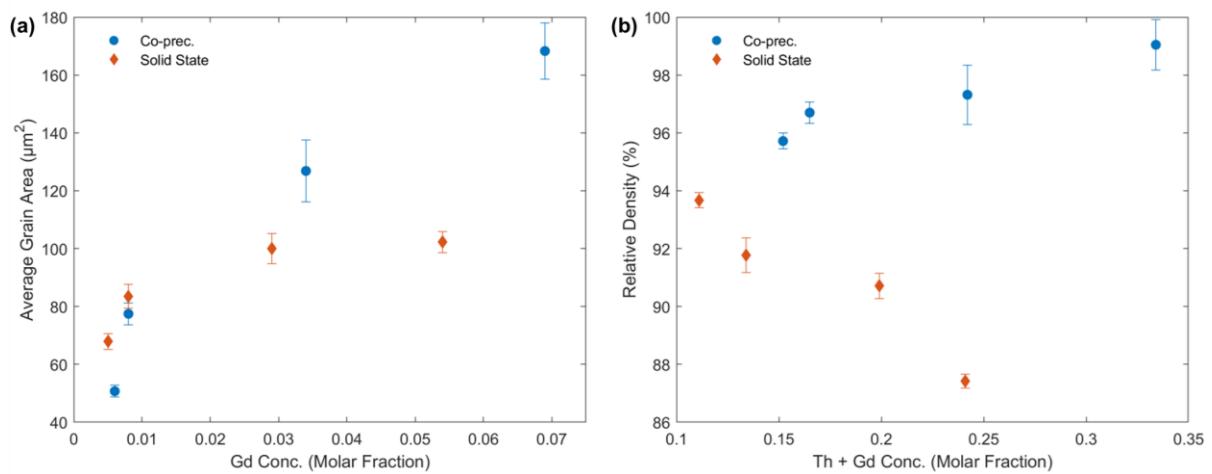 (a)
180
160
140
120
100
80
60
40
Average Grain Area (µm²)
Co-prec.
Solid State
0 0.01 0.02 0.03 0.04 0.05 0.06 0.07
Gd Conc. (Molar Fraction)
(b)
100
98
96
94
92
90
88
86
Relative Density (%)
Co-prec.
Solid State
0.1 0.15 0.2 0.25 0.3 0.35
Th + Gd Conc. (Molar Fraction)